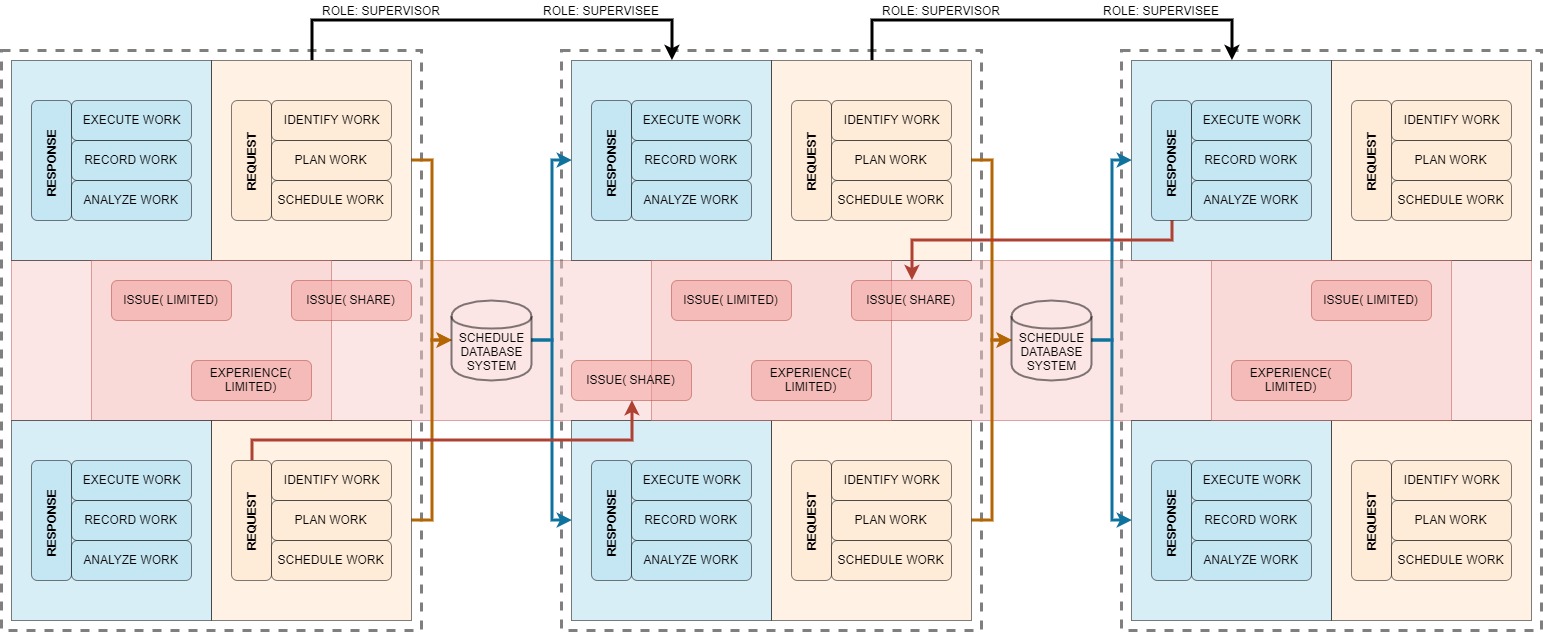 ROLE: SUPERVISOR
ROLE: SUPERVISEE
ROLE: SUPERVISOR
ROLE: SUPERVISEE
RESPONSE
EXECUTE WORK
RECORD WORK
ANALYZE WORK
REQUEST
IDENTIFY WORK
PLAN WORK
SCHEDULE WORK
RESPONSE
EXECUTE WORK
RECORD WORK
ANALYZE WORK
REQUEST
IDENTIFY WORK
PLAN WORK
SCHEDULE WORK
RESPONSE
EXECUTE WORK
RECORD WORK
ANALYZE WORK
REQUEST
IDENTIFY WORK
PLAN WORK
SCHEDULE WORK
ISSUE( LIMITED)
ISSUE( SHARE)
EXPERIENCE(
LIMITED)
SCHEDULE
DATABASE
SYSTEM
ISSUE( LIMITED)
ISSUE( SHARE)
ISSUE( SHARE)
EXPERIENCE(
LIMITED)
SCHEDULE
DATABASE
SYSTEM
ISSUE( LIMITED)
EXPERIENCE(
LIMITED)
RESPONSE
EXECUTE WORK
RECORD WORK
ANALYZE WORK
REQUEST
IDENTIFY WORK
PLAN WORK
SCHEDULE WORK
RESPONSE
EXECUTE WORK
RECORD WORK
ANALYZE WORK
REQUEST
IDENTIFY WORK
PLAN WORK
SCHEDULE WORK
RESPONSE
EXECUTE WORK
RECORD WORK
ANALYZE WORK
REQUEST
IDENTIFY WORK
PLAN WORK
SCHEDULE WORK